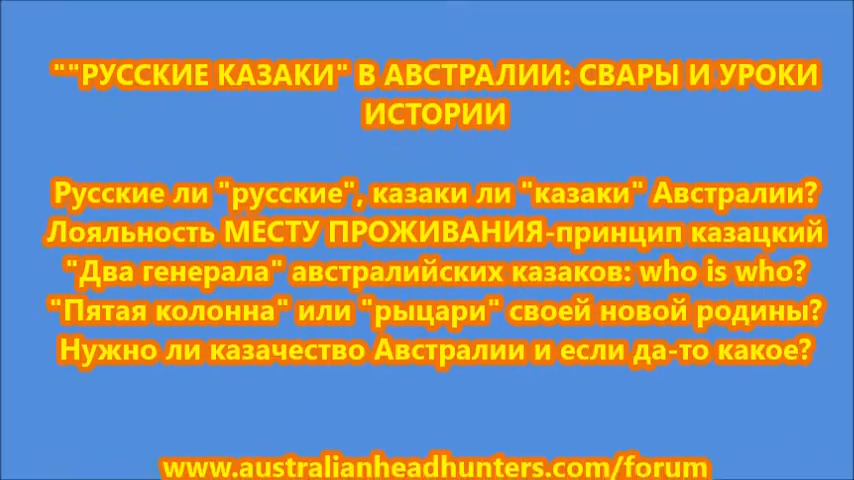 ""РУССКИЕ КАЗАКИ" В АВСТРАЛИИ: СВАРЫ И УРОКИ
ИСТОРИИ
Русские ли "русские", казаки ли "казаки" Австралии?
Лояльность МЕСТУ ПРОЖИВАНИЯ-принцип казацкий
"Два генерала" австралийских казаков: who is who?
"Пятая колонна" или "рыцари" своей новой родины?
Нужно ли казачество Австралии и если да-то какое?
www.australianheadhunters.com/forum